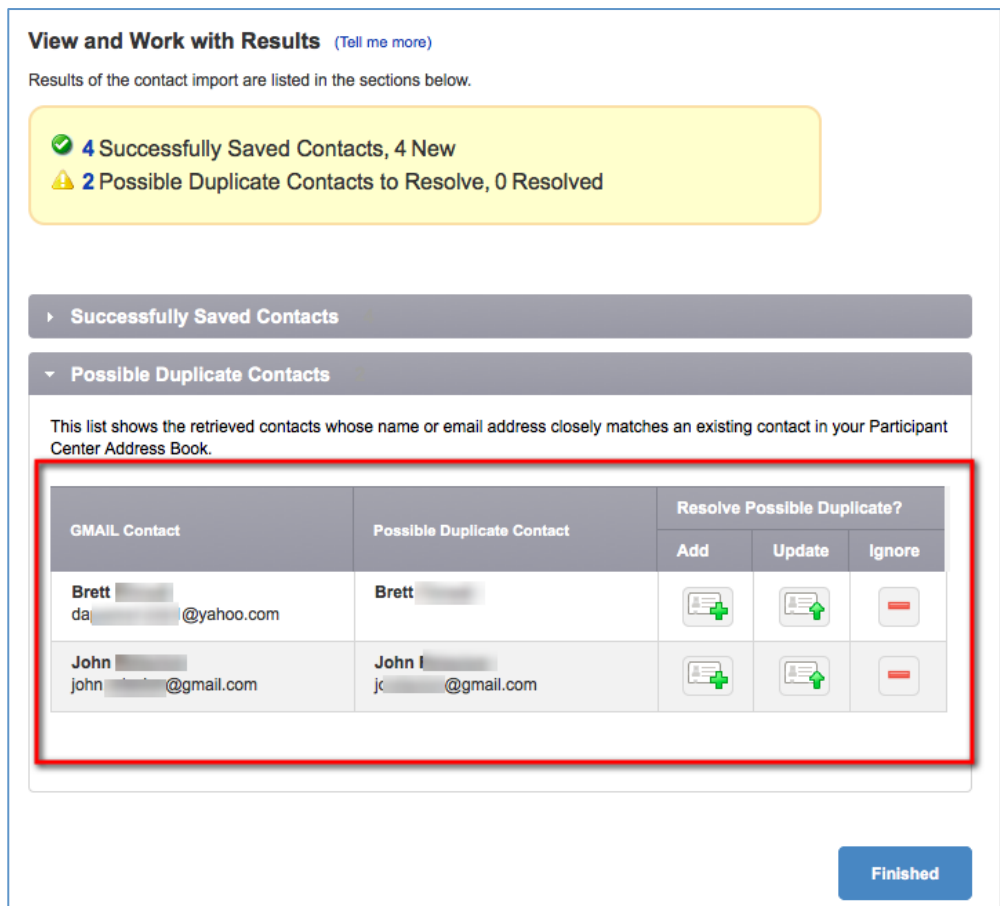 View and Work with Results (Tell me more)
Results of the contact import are listed in the sections below.
4 Successfully Saved Contacts, 4 New
2 Possible Duplicate Contacts to Resolve, 0 Resolved
Successfully Saved Contacts
Possible Duplicate Contacts
This list shows the retrieved contacts whose name or email address closely matches an existing contact in your Participant
Center Address Book.
GMAIL Contact
Possible Duplicate Contact
Resolve Possible Duplicate?
Add Update Ignore
Brett
@yahoo.com
Brett
John
john @gmail.com
John
@gmail.com
Finished